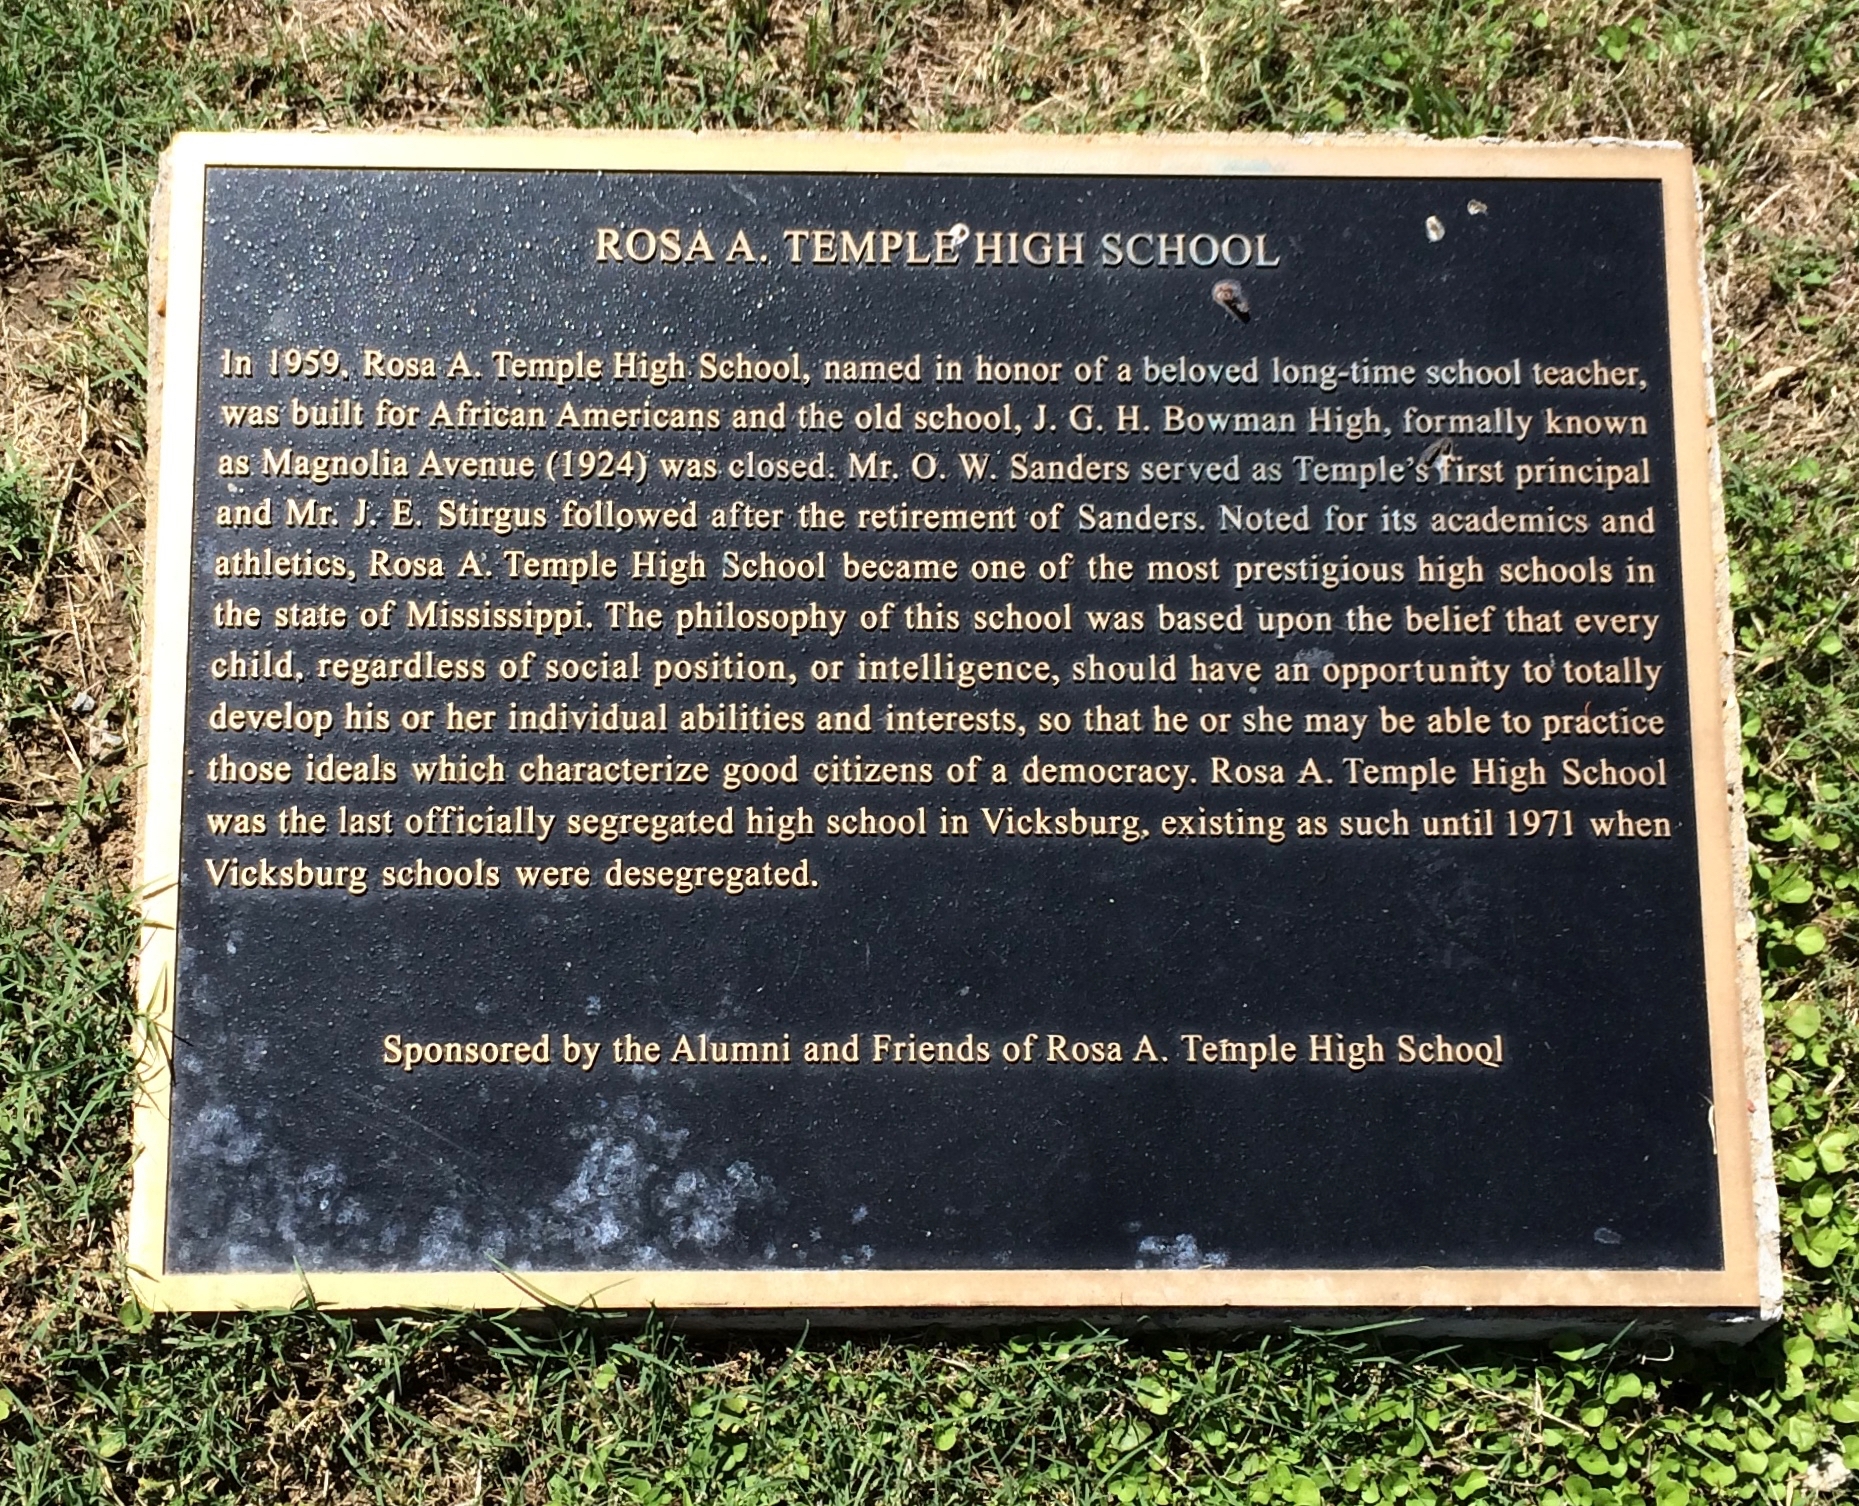 ROSA A. TEMPLE HIGH SCHOOL
In 1959, Rosa A. Temple High School, named in honor of a beloved long-time school teacher,
was built for African Americans and the old school, J. G. H. Bowman High, formally known
as Magnolia Avenue (1924) was closed. Mr. O. W. Sanders served as Temple's first principal
and Mr. J. E. Stirgus followed after the retirement of Sanders. Noted for its academics and
athletics, Rosa A. Temple High School became one of the most prestigious high schools in
the state of Mississippi. The philosophy of this school was based upon the belief that every
child, regardless of social position, or intelligence, should have an opportunity to totally
develop his or her individual abilities and interests, so that he or she may be able to practice
those ideals which characterize good citizens of a democracy. Rosa A. Temple High School
was the last officially segregated high school in Vicksburg, existing as such until 1971 when
Vicksburg schools were desegregated.
Sponsored by the Alumni and Friends of Rosa A. Temple High School